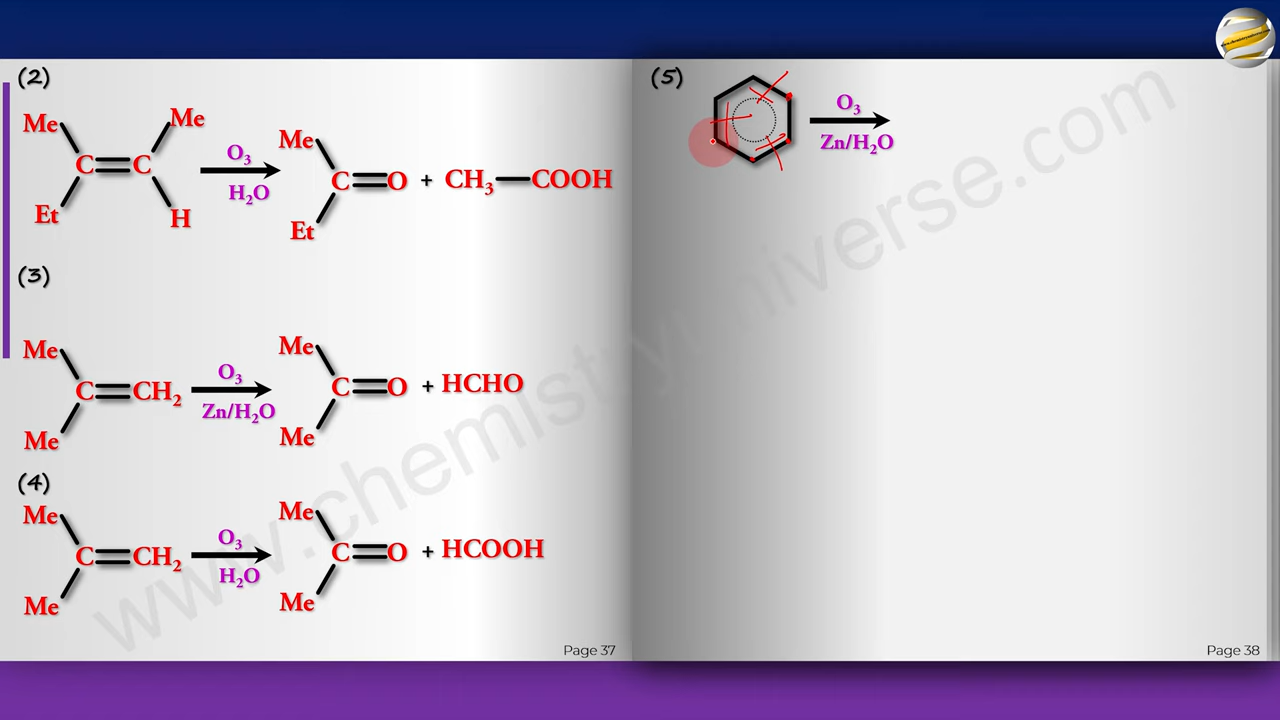 (2)
Me
Me
C
C
Et
H
O₃
H₂O
Me
C
O + CH₃
COOH
Et
(3)
Me
C
CH₂
Me
O₃
Zn/H₂O
Me
C
O + HCHO
Me
(4)
Me
C
CH₂
Me
O₃
H₂O
Me
C
O + HCOOH
Me
Page 37
(5)
O₃
Zn/H₂O
Page 38
www.chemistryuniverse.com